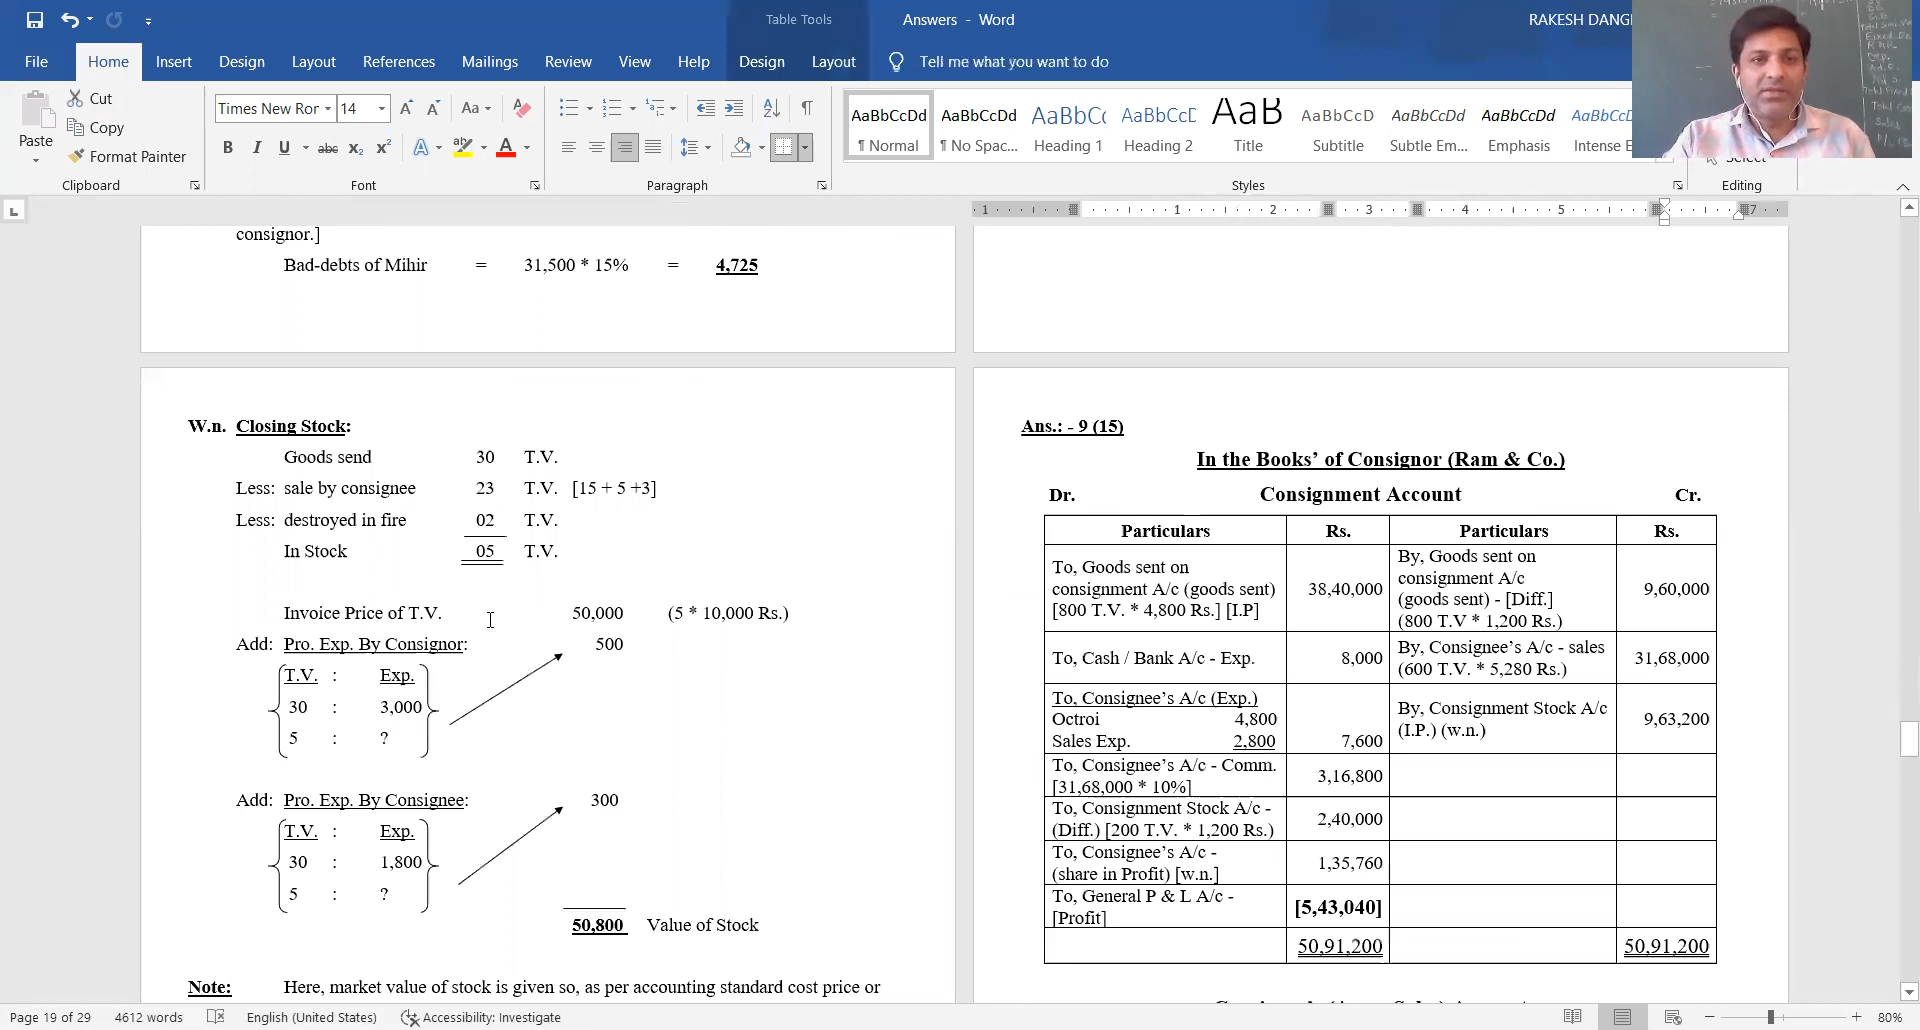 Table Tools
Answers - Word
RAKESH DANGI
File Home Insert Design Layout References Mailings Review View Help Design Layout Tell me what you want to do
Paste
Cut
Copy
Format Painter
Times New Ror 14
Aa
B I U abc x₂ x² A A
AaBbCcDd AaBbCcDd AaBbCc AaBbCcD AaB AaBbCcD AaBbCcDd AaBbCcDd AaBbCcD
¶ Normal ¶ No Spac... Heading 1 Heading 2 Title Subtitle Subtle Em... Emphasis Intense E
Select
Clipboard Font Paragraph Styles Editing
L
1 1 2 3 4 5 7
consignor.]
Bad-debts of Mihir = 31,500 * 15% = 4,725
W.n. Closing Stock:
Goods send 30 T.V.
Less: sale by consignee 23 T.V. [15 + 5 +3]
Less: destroyed in fire 02 T.V.
In Stock 05 T.V.
Invoice Price of T.V. 50,000 (5 * 10,000 Rs.)
Add: Pro. Exp. By Consignor: 500
T.V. : Exp.
30 : 3,000
5 : ?
Add: Pro. Exp. By Consignee: 300
T.V. : Exp.
30 : 1,800
5 : ?
50,800 Value of Stock
Note: Here, market value of stock is given so, as per accounting standard cost price or
Ans.: - 9 (15)
In the Books’ of Consignor (Ram & Co.)
Dr. Consignment Account Cr.
Particulars Rs. Particulars Rs.
To, Goods sent on
consignment A/c (goods sent)
[800 T.V. * 4,800 Rs.] [I.P]
38,40,000
By, Goods sent on
consignment A/c
(goods sent) - [Diff.]
(800 T.V * 1,200 Rs.)
9,60,000
To, Cash / Bank A/c - Exp.
8,000
By, Consignee’s A/c - sales
(600 T.V. * 5,280 Rs.)
31,68,000
To, Consignee’s A/c (Exp.)
Octroi 4,800
Sales Exp. 2,800
7,600
By, Consignment Stock A/c
(I.P.) (w.n.)
9,63,200
To, Consignee’s A/c - Comm.
[31,68,000 * 10%]
3,16,800
To, Consignment Stock A/c -
(Diff.) [200 T.V. * 1,200 Rs.)
2,40,000
To, Consignee’s A/c -
(share in Profit) [w.n.]
1,35,760
To, General P & L A/c -
[Profit]
[5,43,040]
50,91,200 50,91,200
Page 19 of 29 4612 words English (United States) Accessibility: Investigate 80%